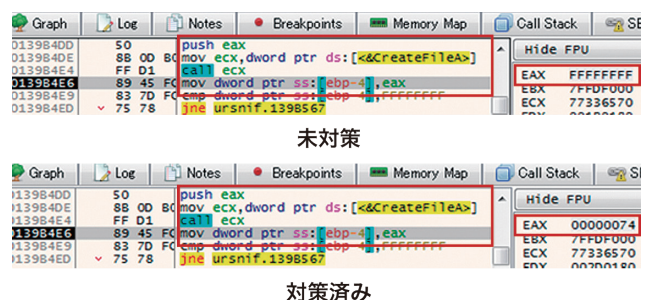 Graph Log Notes Breakpoints Memory Map Call Stack
0139B4DD 50 push eax Hide FPU
0139B4DE 8B 0D mov ecx,dword ptr ds:[<&CreateFileA>]
0139B4E4 FF D1 call ecx EAX FFFFFFFF
0139B4E6 89 45 FC mov dword ptr ss:[ebp-4],eax EBX 7FFDF000
0139B4E9 83 7D FC cmp dword ptr ss:[ebp-4],FFFFFFFF ECX 77336570
0139B4ED 75 78 jne ursnif.139B567
未対策
Graph Log Notes Breakpoints Memory Map Call Stack
0139B4DD 50 push eax Hide FPU
0139B4DE 8B 0D mov ecx,dword ptr ds:[<&CreateFileA>]
0139B4E4 FF D1 call ecx EAX 00000074
0139B4E6 89 45 FC mov dword ptr ss:[ebp-4],eax EBX 7FFDF000
0139B4E9 83 7D FC cmp dword ptr ss:[ebp-4],FFFFFFFF ECX 77336570
0139B4ED 75 78 jne ursnif.139B567
対策済み